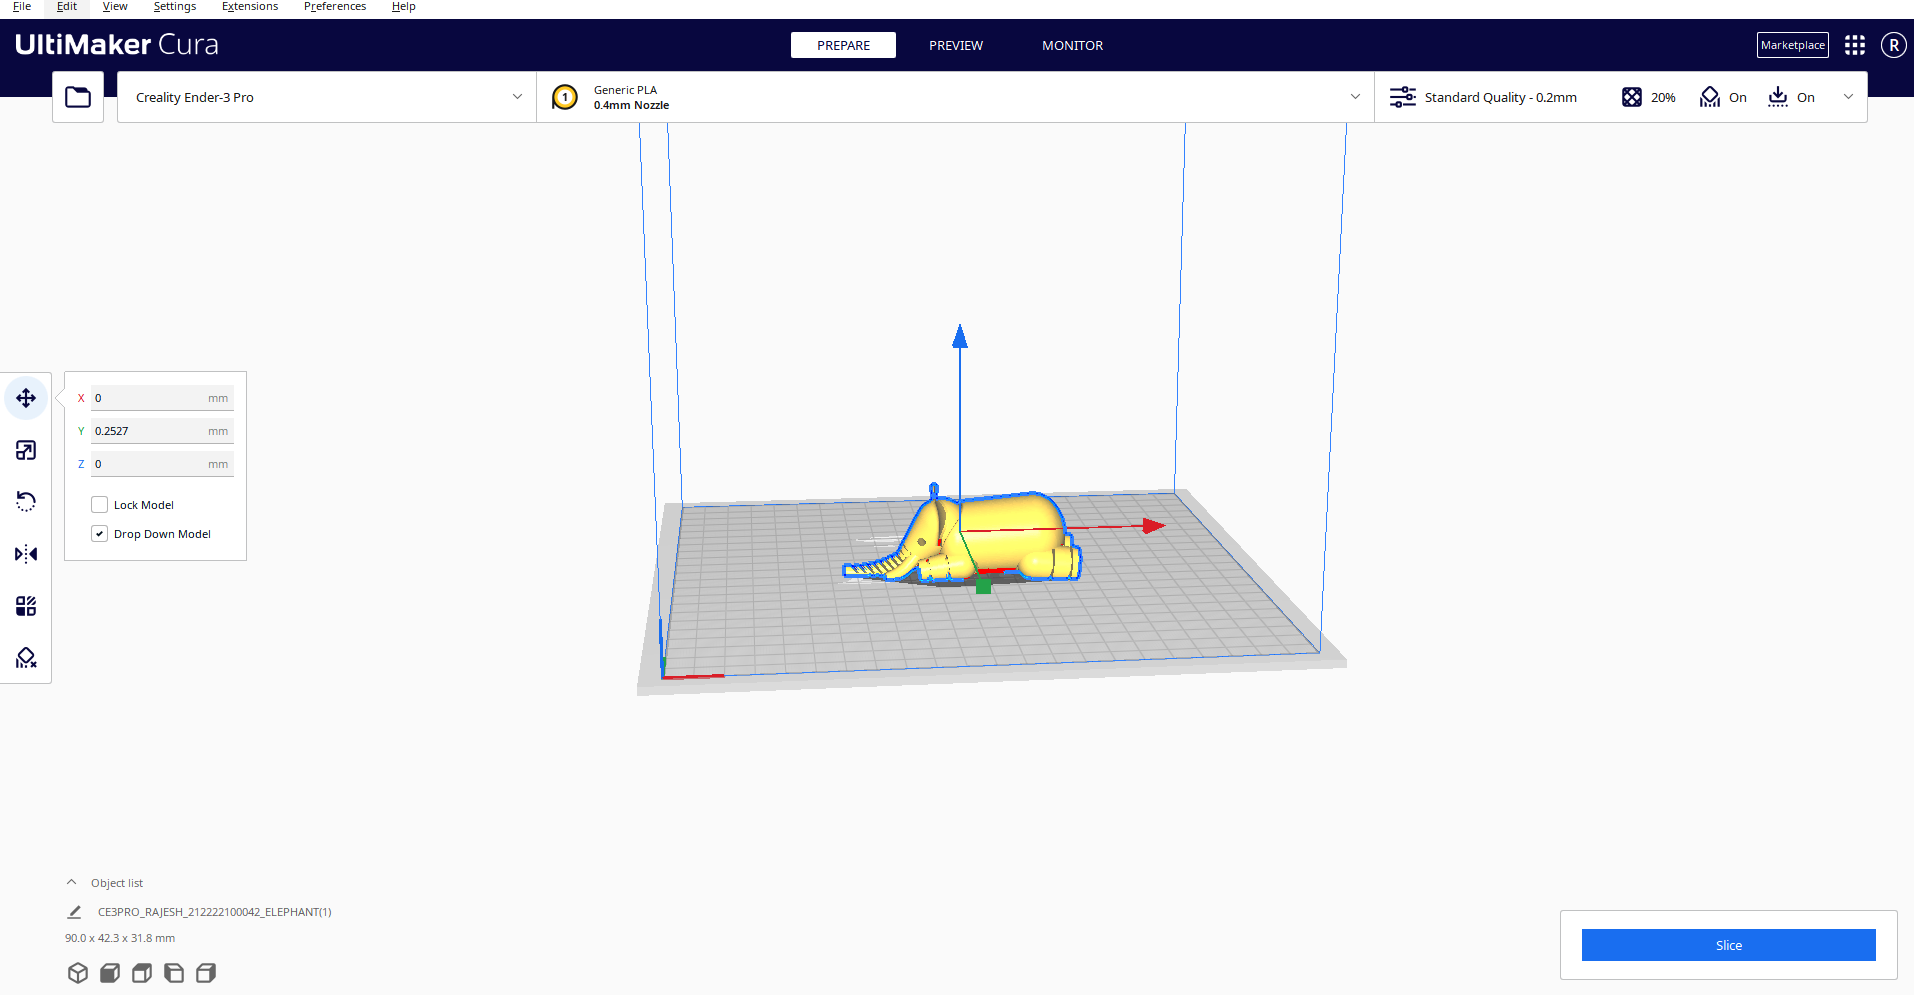 File Edit View Settings Extensions Preferences Help
UltiMaker Cura
PREPARE PREVIEW MONITOR
Marketplace R
Creality Ender-3 Pro
1
Generic PLA
0.4mm Nozzle
Standard Quality - 0.2mm 20% On On
X 0 mm
Y 0.2527 mm
Z 0 mm
Lock Model
Drop Down Model
Object list
CE3PRO_RAJESH_212222100042_ELEPHANT(1)
90.0 x 42.3 x 31.8 mm
Slice